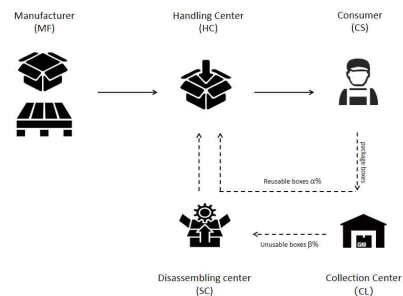 Manufacturer
(MF)
Handling Center
(HC)
Consumer
(CS)
package boxes
Reusable boxes α%
Unusable boxes β%
Disassembling center
(SC)
Collection Center
(CL)